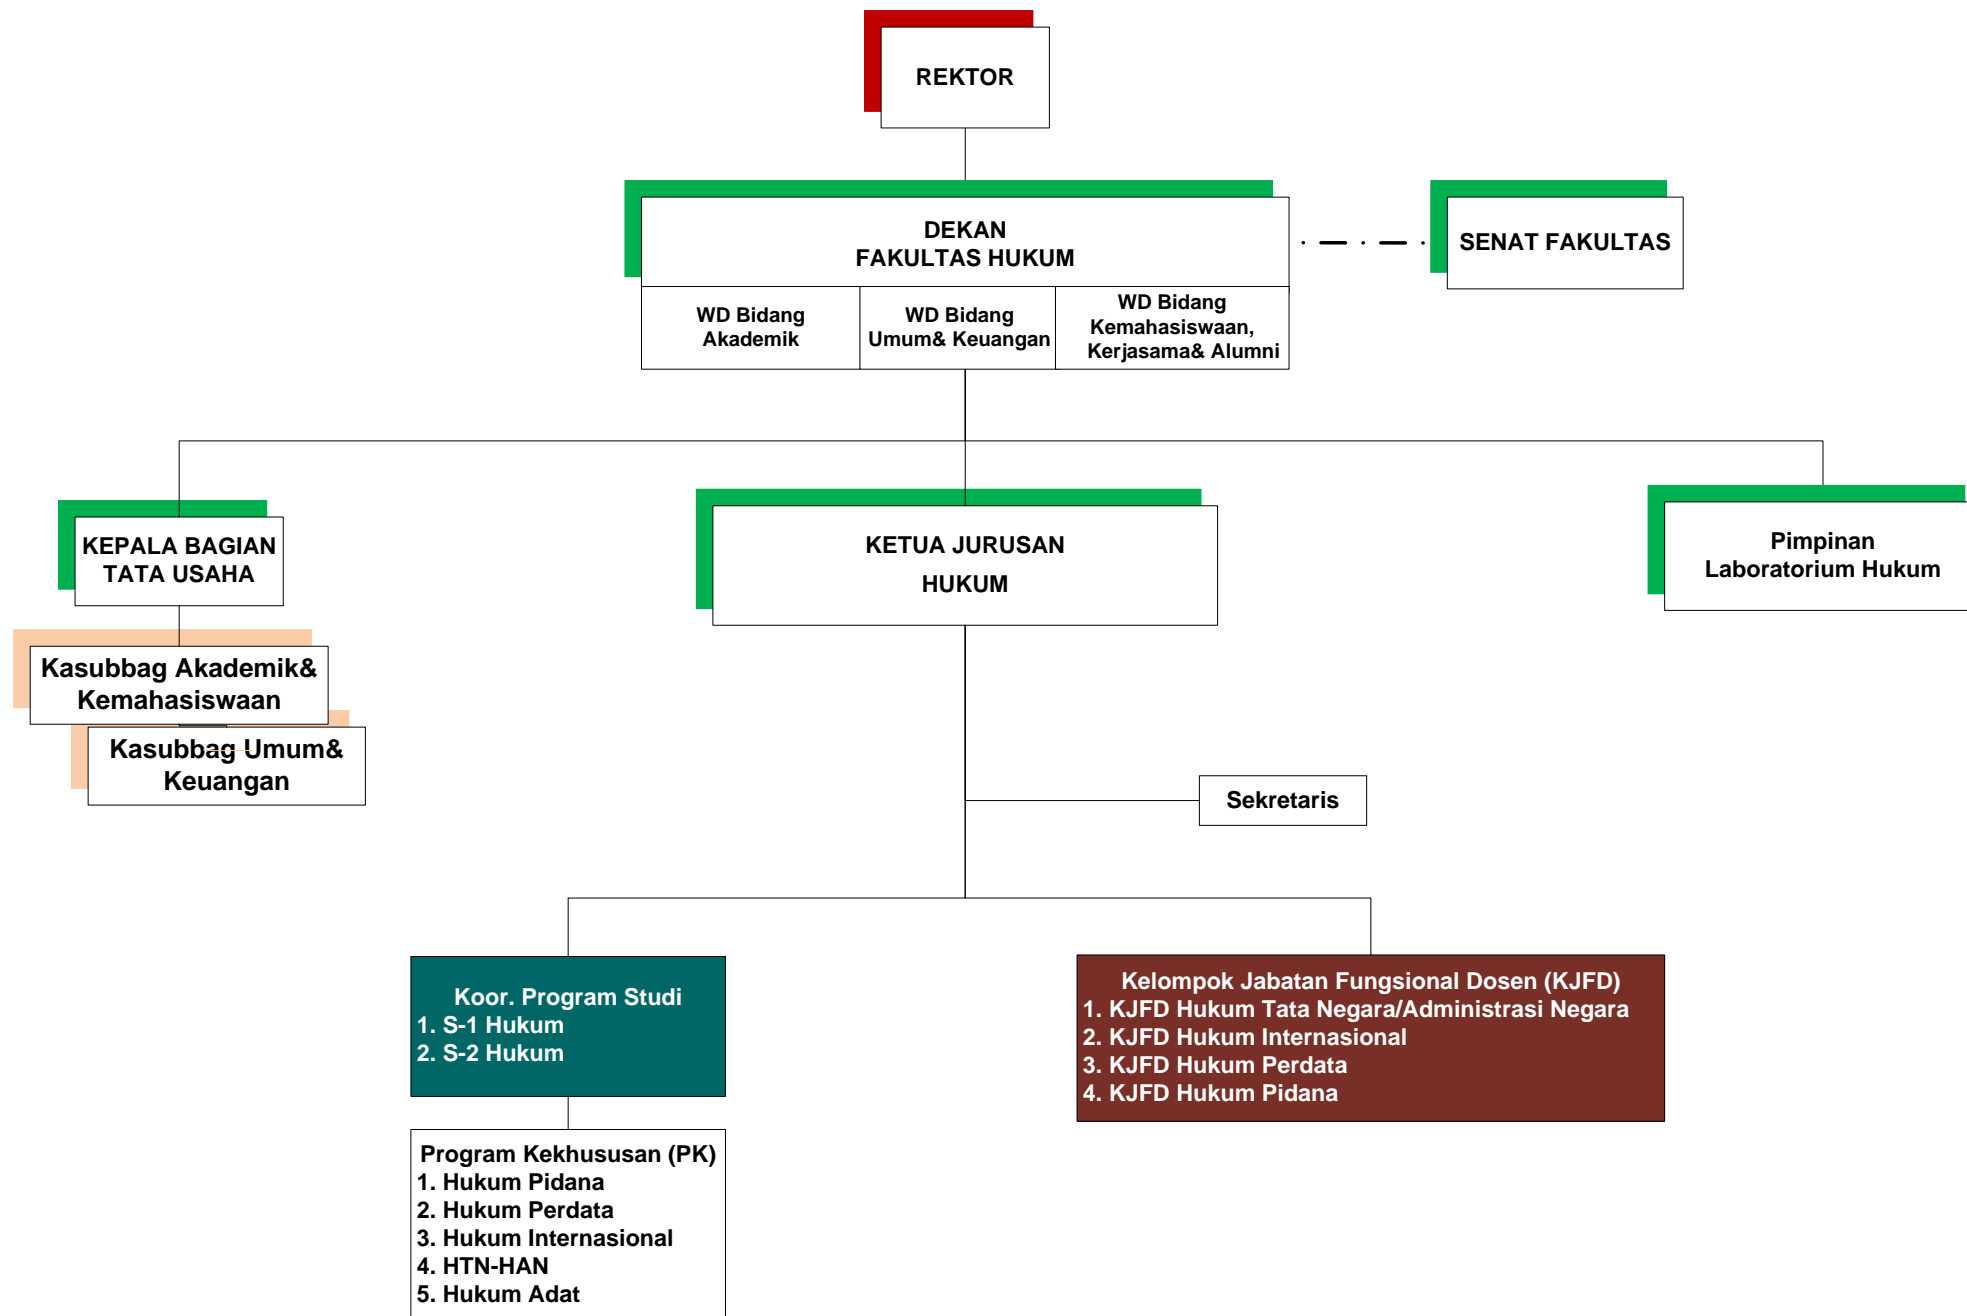 REKTOR
DEKAN
FAKULTAS HUKUM
SENAT FAKULTAS
WD Bidang
Akademik
WD Bidang
Umum& Keuangan
WD Bidang
Kemahasiswaan,
Kerjasama& Alumni
KEPALA BAGIAN
TATA USAHA
KETUA JURUSAN
HUKUM
Pimpinan
Laboratorium Hukum
Kasubbag Akademik&
Kemahasiswaan
Kasubbag Umum&
Keuangan
Sekretaris
Koor. Program Studi
1. S-1 Hukum
2. S-2 Hukum
Kelompok Jabatan Fungsional Dosen (KJFD)
1. KJFD Hukum Tata Negara/Administrasi Negara
2. KJFD Hukum Internasional
3. KJFD Hukum Perdata
4. KJFD Hukum Pidana
Program Kekhususan (PK)
1. Hukum Pidana
2. Hukum Perdata
3. Hukum Internasional
4. HTN-HAN
5. Hukum Adat